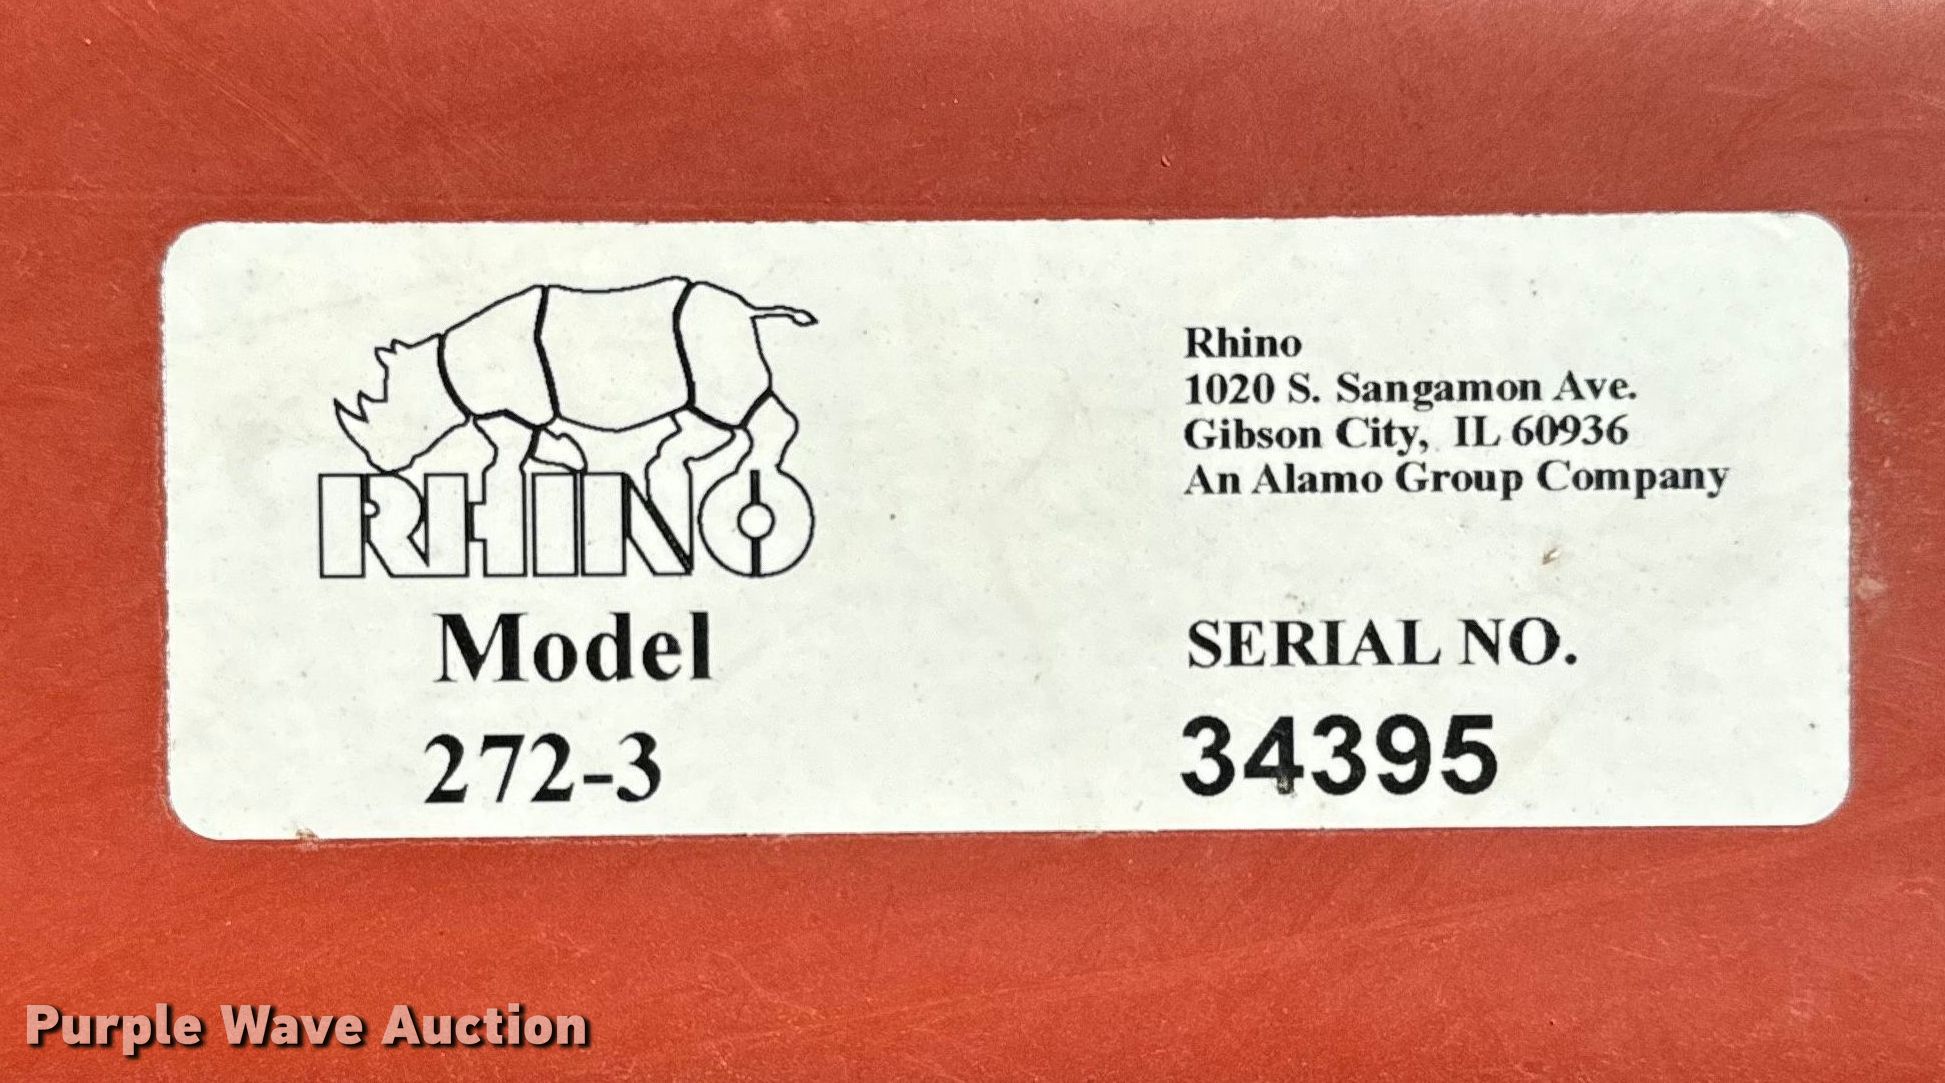 RHINO
Model
272-3
Rhino
1020 S. Sangamon Ave.
Gibson City, IL 60936
An Alamo Group Company
SERIAL NO.
34395
Purple Wave Auction